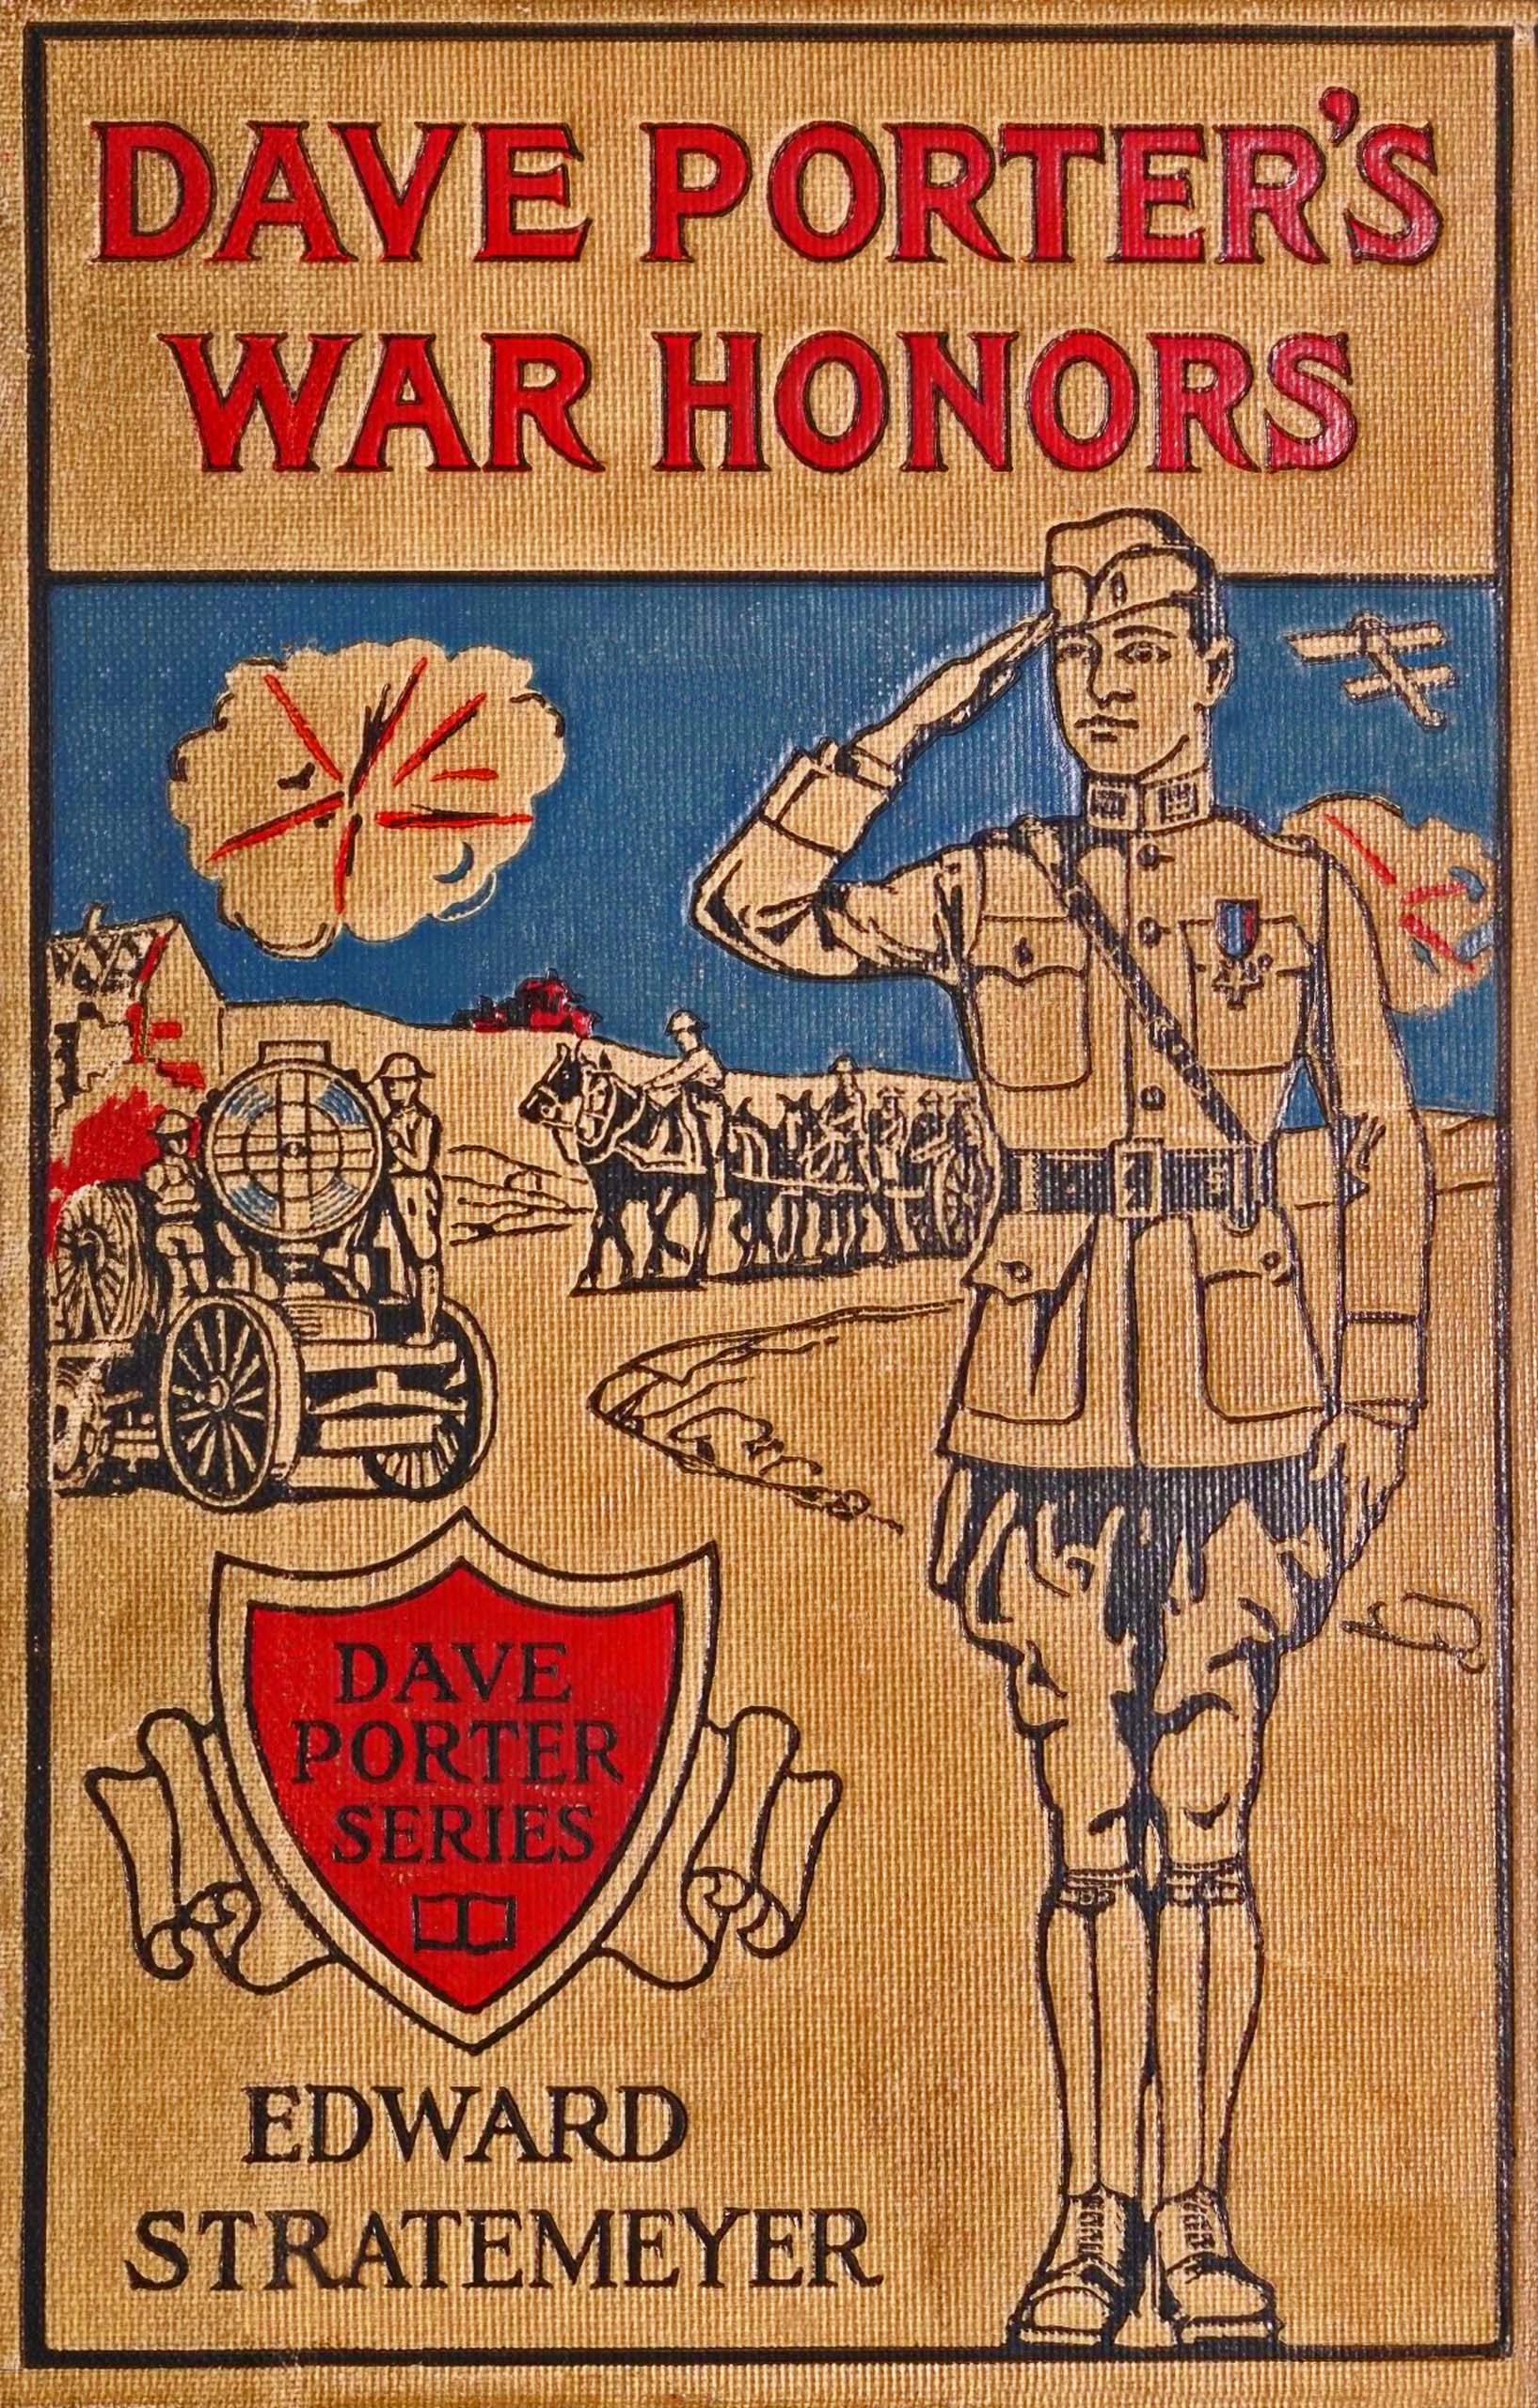 DAVE PORTER'S
WAR HONORS
DAVE
PORTER
SERIES
EDWARD
STRATEMEYER